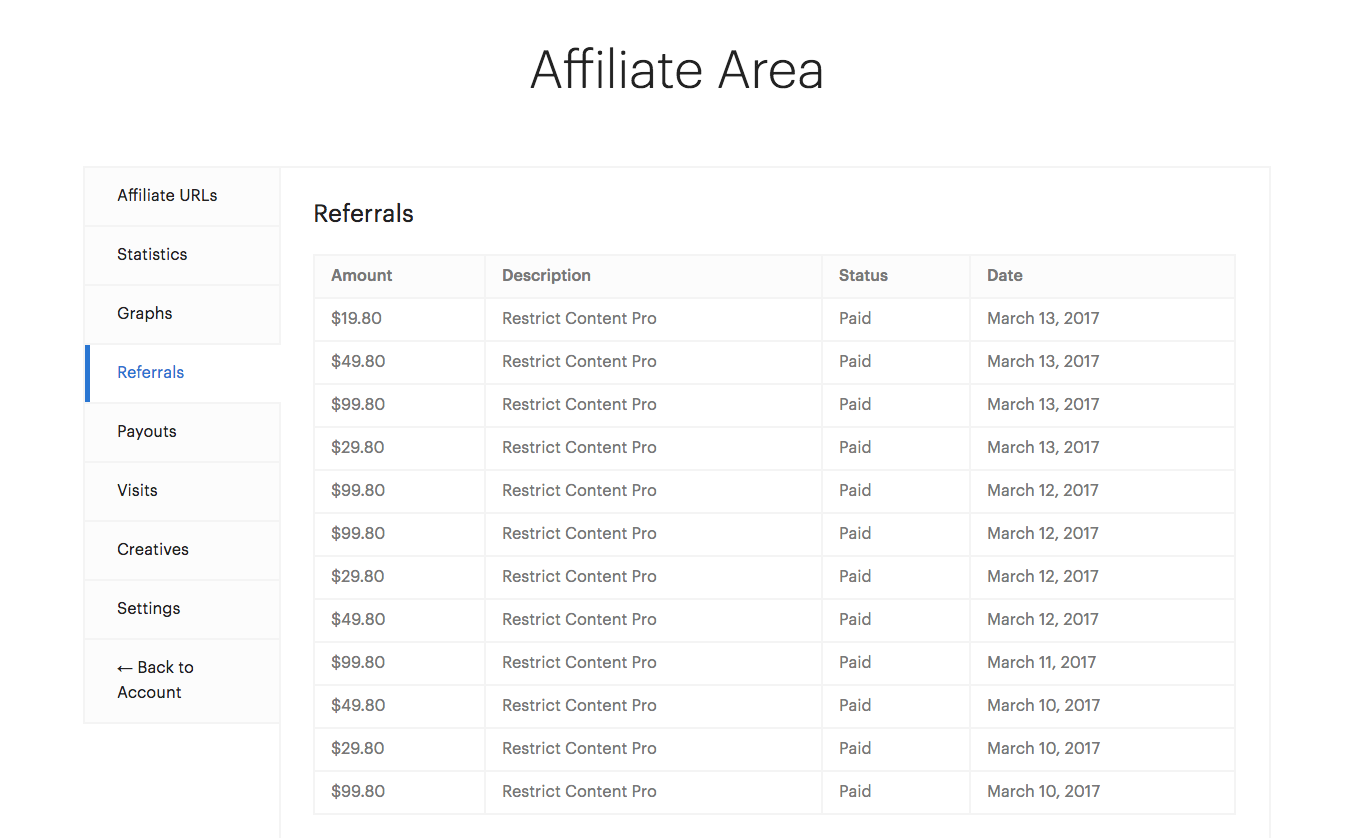 Affiliate Area
Affiliate URLs
Statistics
Graphs
Referrals
Payouts
Visits
Creatives
Settings
← Back to
Account
Referrals
Amount Description Status Date
$19.80 Restrict Content Pro Paid March 13, 2017
$49.80 Restrict Content Pro Paid March 13, 2017
$99.80 Restrict Content Pro Paid March 13, 2017
$29.80 Restrict Content Pro Paid March 13, 2017
$99.80 Restrict Content Pro Paid March 12, 2017
$99.80 Restrict Content Pro Paid March 12, 2017
$29.80 Restrict Content Pro Paid March 12, 2017
$49.80 Restrict Content Pro Paid March 12, 2017
$99.80 Restrict Content Pro Paid March 11, 2017
$49.80 Restrict Content Pro Paid March 10, 2017
$29.80 Restrict Content Pro Paid March 10, 2017
$99.80 Restrict Content Pro Paid March 10, 2017